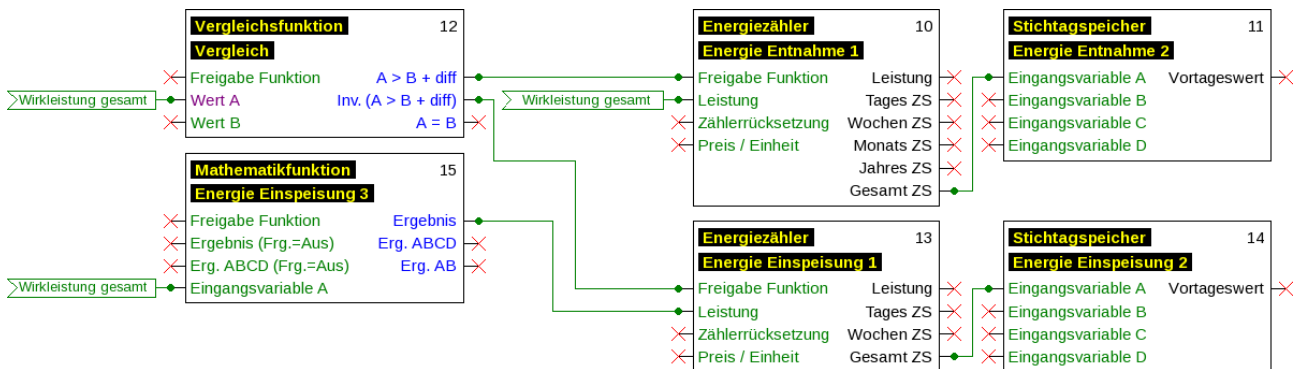 Vergleichsfunktion 12
Vergleich
Freigabe Funktion A > B + diff
Wirkleistung gesamt Wert A Inv. (A > B + diff)
Wert B A = B
Mathematikfunktion 15
Energie Einspeisung 3
Freigabe Funktion Ergebnis
Ergebnis (Frg.=Aus) Erg. ABCD
Erg. ABCD (Frg.=Aus) Erg. AB
Wirkleistung gesamt Eingangsvariable A
Energiezähler 10
Energie Entnahme 1
Freigabe Funktion Leistung
Wirkleistung gesamt Leistung Tages ZS
Zählerrücksetzung Wochen ZS
Preis / Einheit Monats ZS
Jahres ZS
Gesamt ZS
Stichtagspeicher 11
Energie Entnahme 2
Eingangsvariable A Vortageswert
Eingangsvariable B
Eingangsvariable C
Eingangsvariable D
Energiezähler 13
Energie Einspeisung 1
Freigabe Funktion Leistung
Leistung Tages ZS
Zählerrücksetzung Wochen ZS
Preis / Einheit Gesamt ZS
Stichtagspeicher 14
Energie Einspeisung 2
Eingangsvariable A Vortageswert
Eingangsvariable B
Eingangsvariable C
Eingangsvariable D